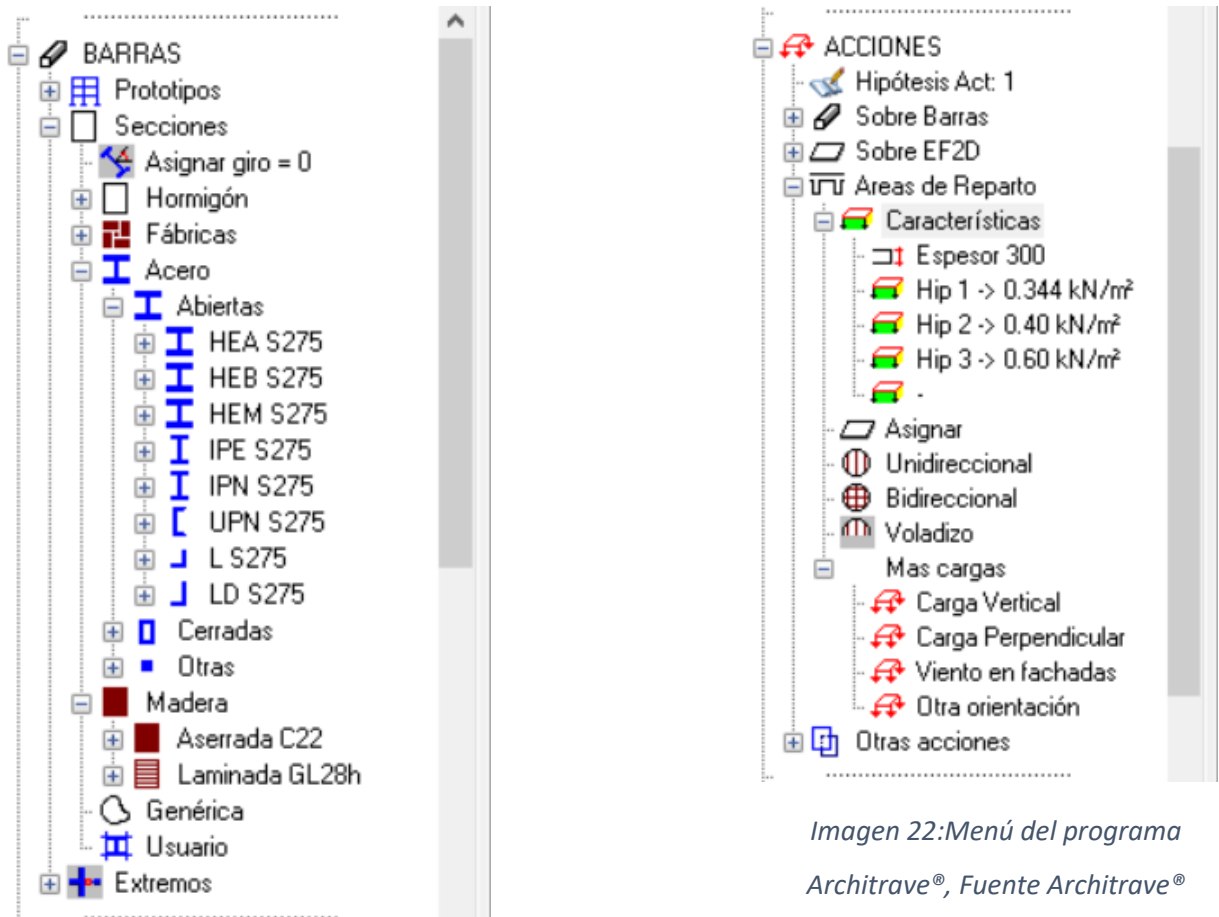 BARRAS
Prototipos
Secciones
Asignar giro = 0
Hormigón
Fábricas
Acero
Abiertas
HEA S275
HEB S275
HEM S275
IPE S275
IPN S275
UPN S275
L S275
LD S275
Cerradas
Otras
Madera
Aserrada C22
Laminada GL28h
Genérica
Usuario
Extremos
ACCIONES
Hipótesis Act: 1
Sobre Barras
Sobre EF2D
Areas de Reparto
Característicias
Espesor 300
Hip 1 -> 0.344 kN/m²
Hip 2 -> 0.40 kN/m²
Hip 3 -> 0.60 kN/m²
-
Asignar
Unidireccional
Bidireccional
Voladizo
Mas cargas
Carga Vertical
Carga Perpendicular
Viento en fachadas
Otra orientación
Otras acciones
Imagen 22:Menú del programa
Architrave®, Fuente Architrave®